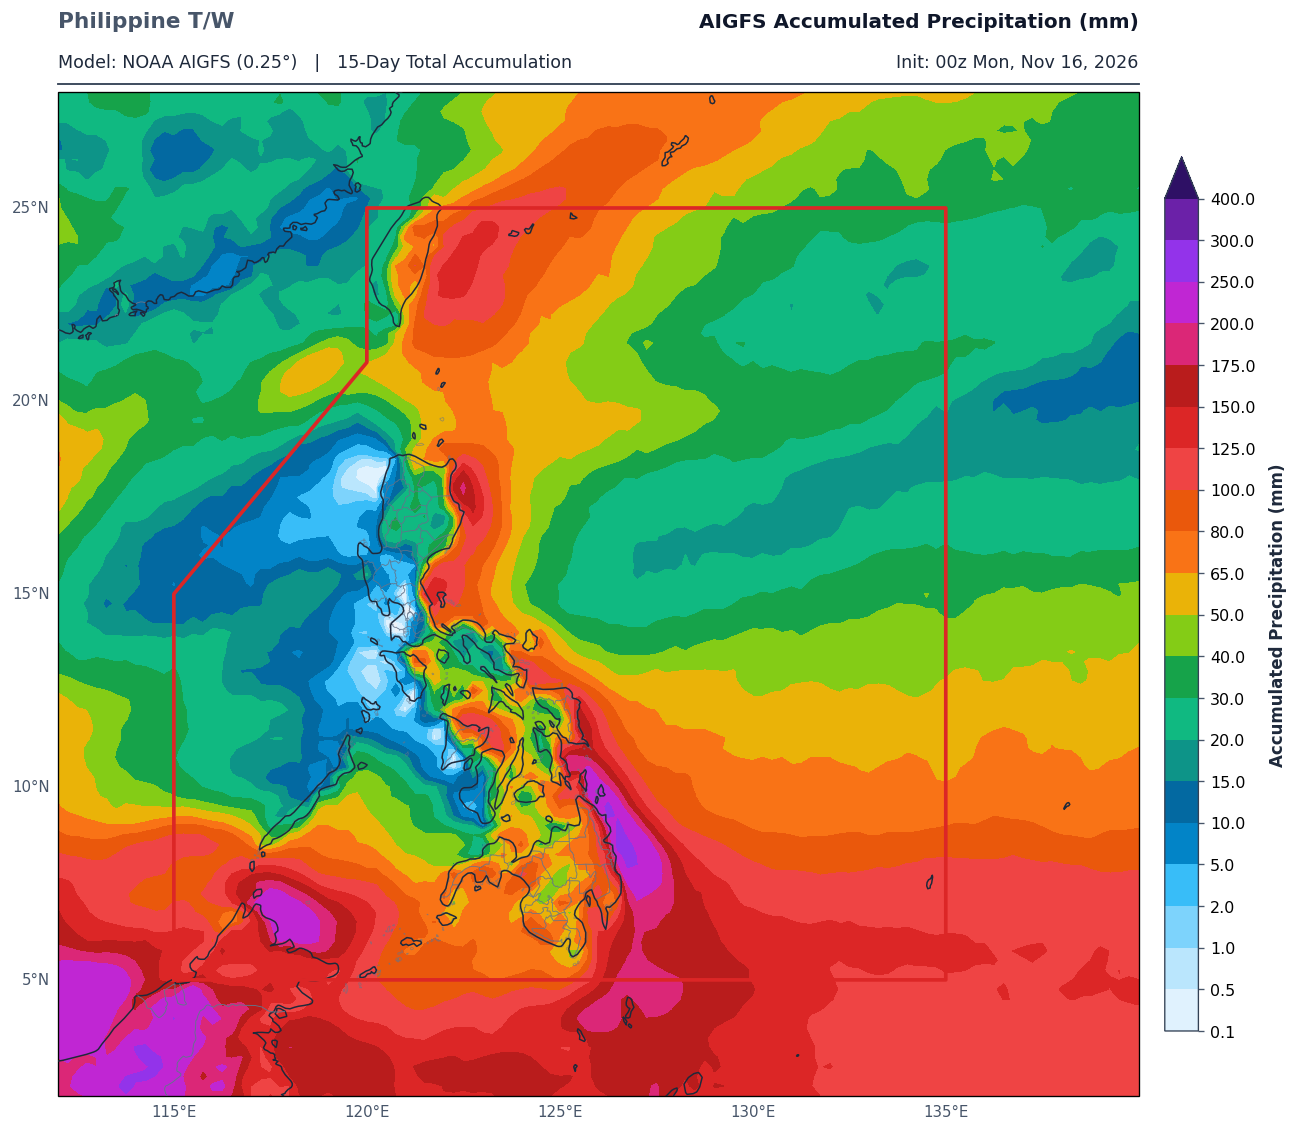 Philippine T/W
AIGFS Accumulated Precipitation (mm)
Model: NOAA AIGFS (0.25°)   |   15-Day Total Accumulation
Init: 00z Mon, Nov 16, 2026
25°N
20°N
15°N
10°N
5°N
115°E
120°E
125°E
130°E
135°E
400.0
300.0
250.0
200.0
175.0
150.0
125.0
100.0
80.0
65.0
50.0
40.0
30.0
20.0
15.0
10.0
5.0
2.0
1.0
0.5
0.1
Accumulated Precipitation (mm)